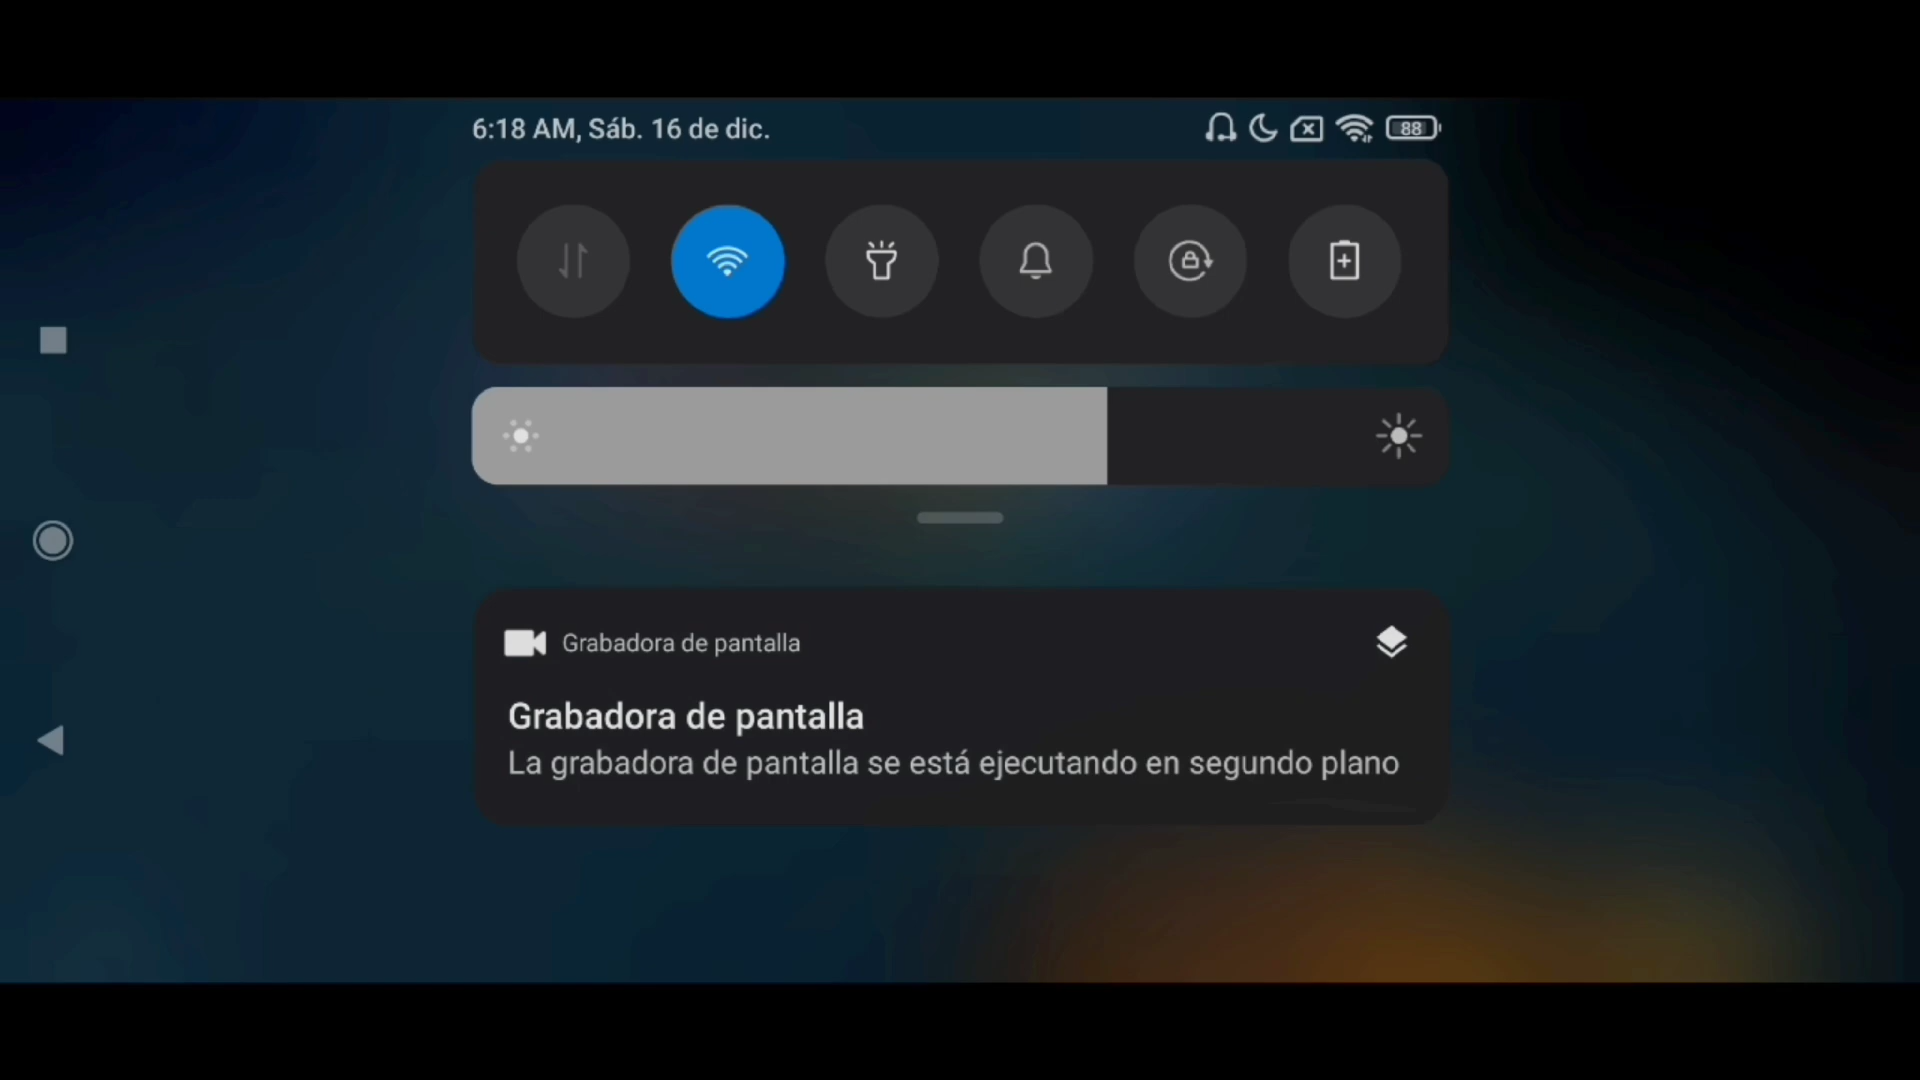 6:18 AM, Sáb. 16 de dic.
88
Grabadora de pantalla
Grabadora de pantalla
La grabadora de pantalla se está ejecutando en segundo plano